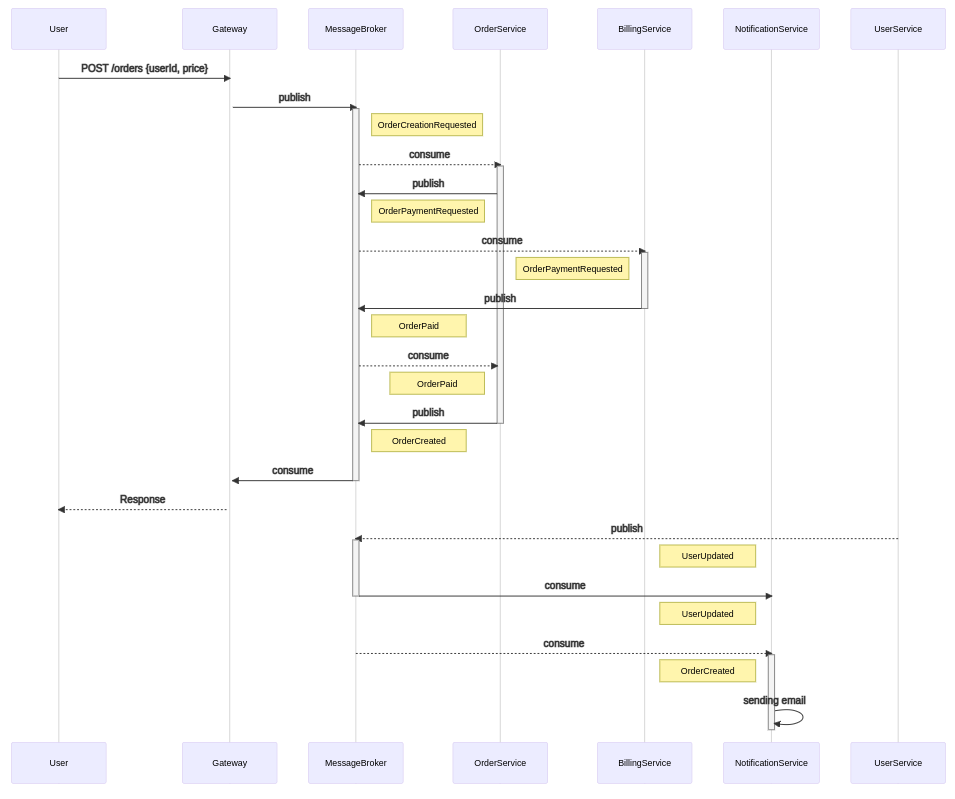 User
Gateway
MessageBroker
OrderService
BillingService
NotificationService
UserService
POST /orders {userId, price}
publish
OrderCreationRequested
consume
publish
OrderPaymentRequested
consume
OrderPaymentRequested
publish
OrderPaid
consume
OrderPaid
publish
OrderCreated
consume
Response
publish
UserUpdated
consume
UserUpdated
consume
OrderCreated
sending email
User
Gateway
MessageBroker
OrderService
BillingService
NotificationService
UserService